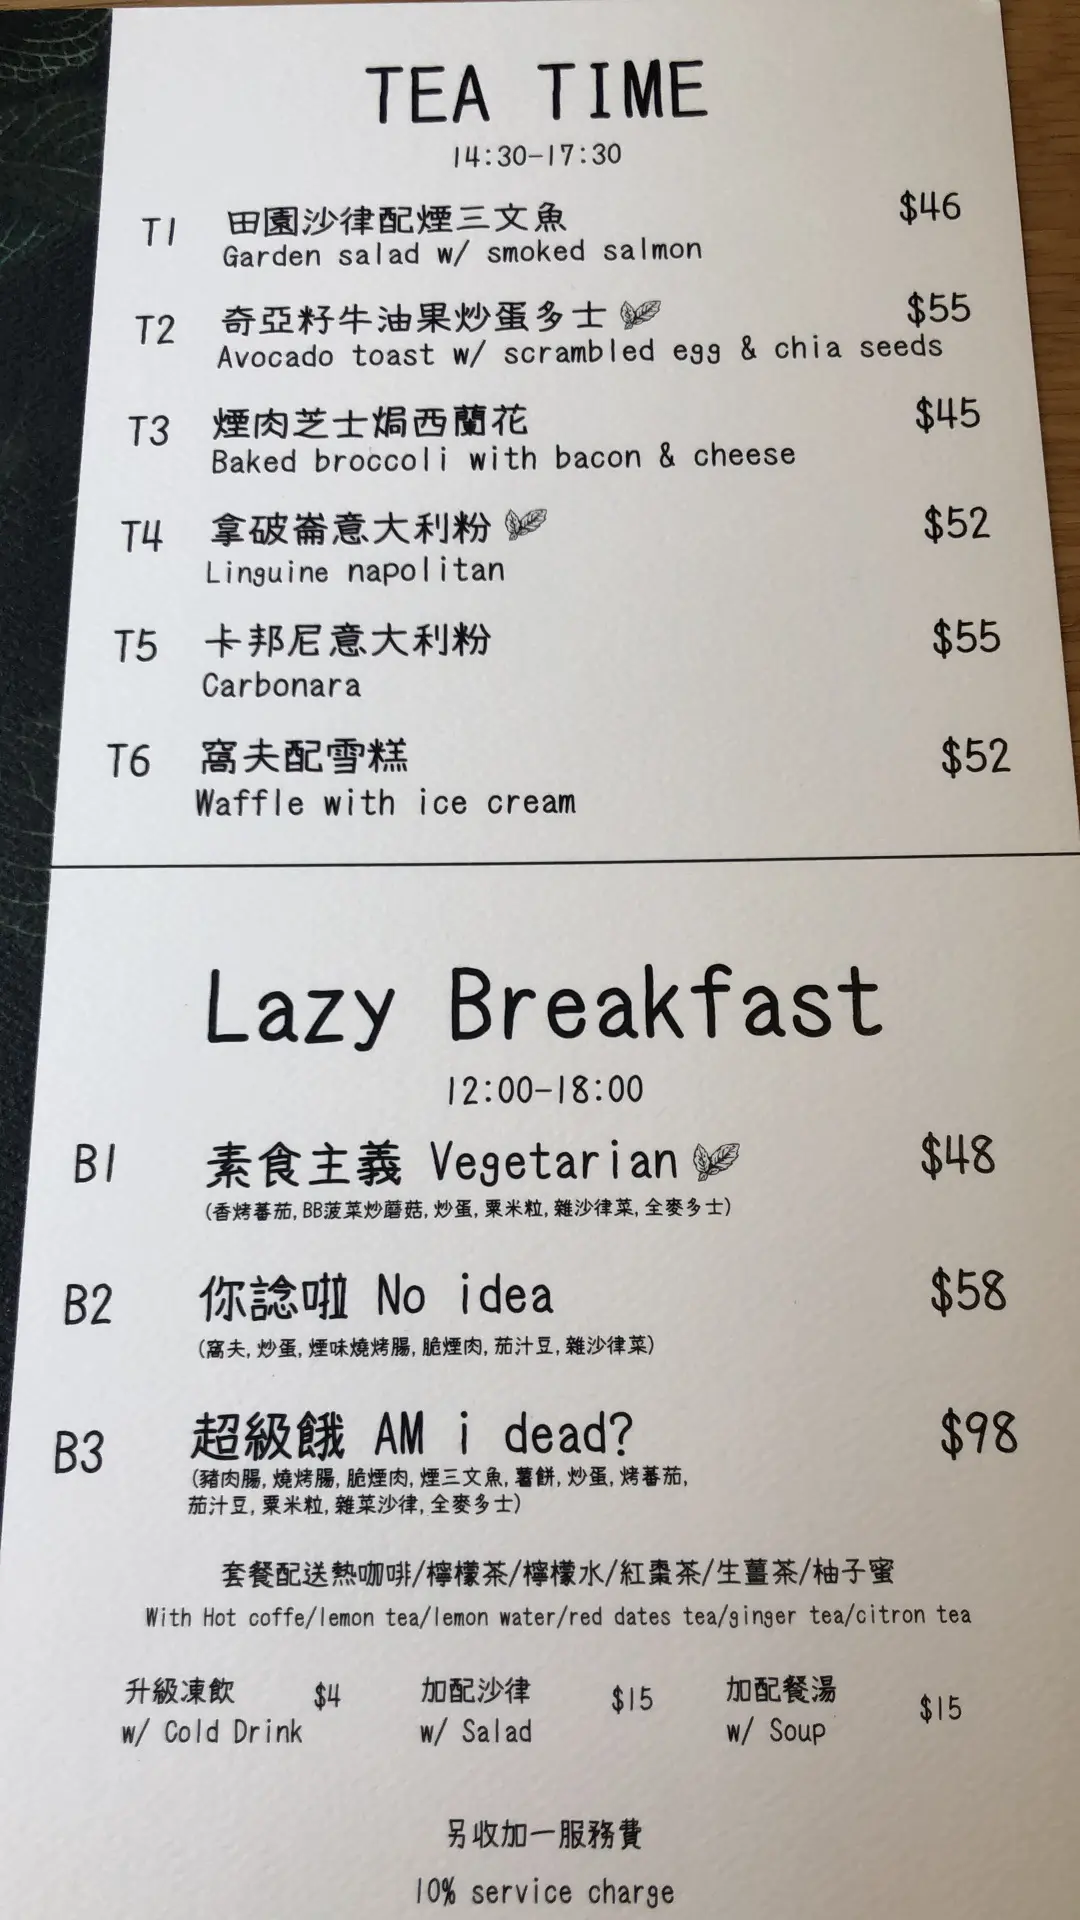 TEA TIME
14:30-17:30
T1 田園沙律配煙三文魚 $46
Garden salad w/ smoked salmon
T2 奇亞籽牛油果炒蛋多士 $55
Avocado toast w/ scrambled egg & chia seeds
T3 煙肉芝士焗西蘭花 $45
Baked broccoli with bacon & cheese
T4 拿破崙意大利粉 $52
Linguine napolitan
T5 卡邦尼意大利粉 $55
Carbonara
T6 窩夫配雪糕 $52
Waffle with ice cream
Lazy Breakfast
12:00-18:00
B1 素食主義 Vegetarian $48
(香烤蕃茄, BB菠菜炒蘑菇, 炒蛋, 粟米粒, 雜沙律菜, 全麥多士)
B2 你諗啦 No idea $58
(窩夫, 炒蛋, 煙味燒烤腸, 脆煙肉, 茄汁豆, 雜沙律菜)
B3 超級餓 AM i dead? $98
(豬肉腸, 燒烤腸, 脆煙肉, 煙三文魚, 薯餅, 炒蛋, 烤蕃茄,
茄汁豆, 粟米粒, 雜菜沙律, 全麥多士)
套餐配送熱咖啡/檸檬茶/檸檬水/紅棗茶/生薑茶/柚子蜜
With Hot coffe/lemon tea/lemon water/red dates tea/ginger tea/citron tea
升級凍飲 $4 加配沙律 $15 加配餐湯 $15
w/ Cold Drink w/ Salad w/ Soup
另收加一服務費
10% service charge